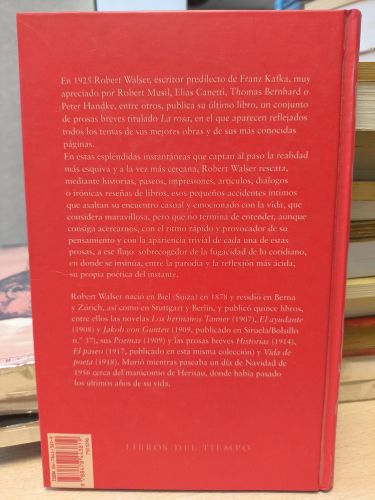 En 1925 Robert Walser, escritor predilecto de Franz Kafka, muy
apreciado por Robert Musil, Elias Canetti, Thomas Bernhard o
Peter Handke, entre otros, publica su último libro, un conjunto
de prosas breves titulado La rosa, en el que aparecen reflejados
todos los temas de sus mejores obras y de sus más conocidas
páginas.
En estas espléndidas instantáneas que captan al paso la realidad
más esquiva y a la vez más cercana, Robert Walser rescata,
mediante historias, paseos, impresiones, artículos, diálogos
o irónicas reseñas de libros, esos pequeños accidentes íntimos
que asaltan su encuentro casual y emocionado con la vida, que
considera maravillosa, pero que no termina de entender, aunque
consiga acercarnos, con el ritmo rápido y provocador de su
pensamiento y con la apariencia trivial de cada una de estas
prosas, a ese flujo sobrecogedor de la fugacidad de lo cotidiano,
en donde se insinúa, entre la parodia y la reflexión más ácida,
su propia poética del instante.
Robert Walser nació en Biel (Suiza) en 1878 y residió en Berna y
Zúrich, así como en Stuttgart y Berlín, y publicó quince libros,
entre ellos las novelas Los hermanos Tanner (1907), El ayudante
(1908) y Jakob von Gunten (1909, publicado en Siruela/Bolsillo
n.º 37), sus Poemas (1909) y las prosas breves Historias (1914),
El paseo (1917, publicado en esta misma colección) y Vida de
poeta (1918). Murió mientras paseaba un día de Navidad de
1956 cerca del manicomio de Herisau, donde había pasado
los últimos años de su vida.
LIBROS DEL TIEMPO